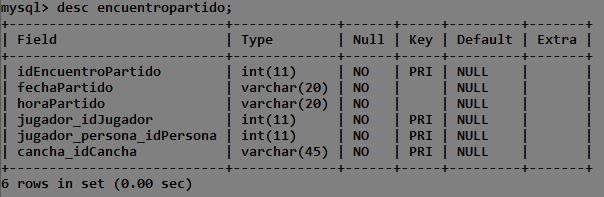 mysql> desc encuentropartido;
+---------------------------+-------------+------+-----+---------+-------+
| Field                     | Type        | Null | Key | Default | Extra |
+---------------------------+-------------+------+-----+---------+-------+
| idEncuentroPartido        | int(11)     | NO   | PRI | NULL    |       |
| fechaPartido              | varchar(20) | NO   |     | NULL    |       |
| horaPartido               | varchar(20) | NO   |     | NULL    |       |
| jugador_idJugador         | int(11)     | NO   | PRI | NULL    |       |
| jugador_persona_idPersona | int(11)     | NO   | PRI | NULL    |       |
| cancha_idCancha           | varchar(45) | NO   | PRI | NULL    |       |
+---------------------------+-------------+------+-----+---------+-------+
6 rows in set (0.00 sec)